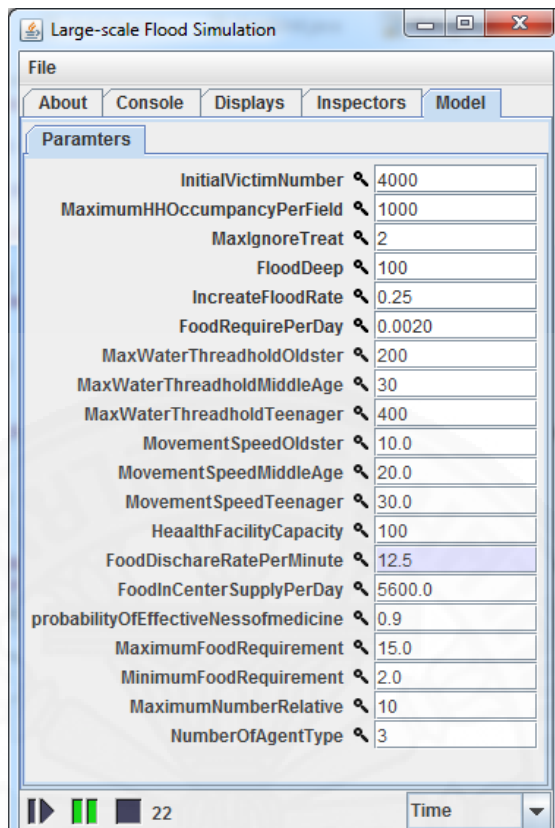 Large-scale Flood Simulation
File
About Console Displays Inspectors Model
Paramters
InitialVictimNumber 4000
MaximumHHOccumpancyPerField 1000
MaxIgnoreTreat 2
FloodDeep 100
IncreateFloodRate 0.25
FoodRequirePerDay 0.0020
MaxWaterThreadholdOldster 200
MaxWaterThreadholdMiddleAge 30
MaxWaterThreadholdTeenager 400
MovementSpeedOldster 10.0
MovementSpeedMiddleAge 20.0
MovementSpeedTeenager 30.0
HeaalthFacilityCapacity 100
FoodDischareRatePerMinute 12.5
FoodInCenterSupplyPerDay 5600.0
probabilityOfEffectiveNessofmedicine 0.9
MaximumFoodRequirement 15.0
MinimumFoodRequirement 2.0
MaximumNumberRelative 10
NumberOfAgentType 3
22 Time